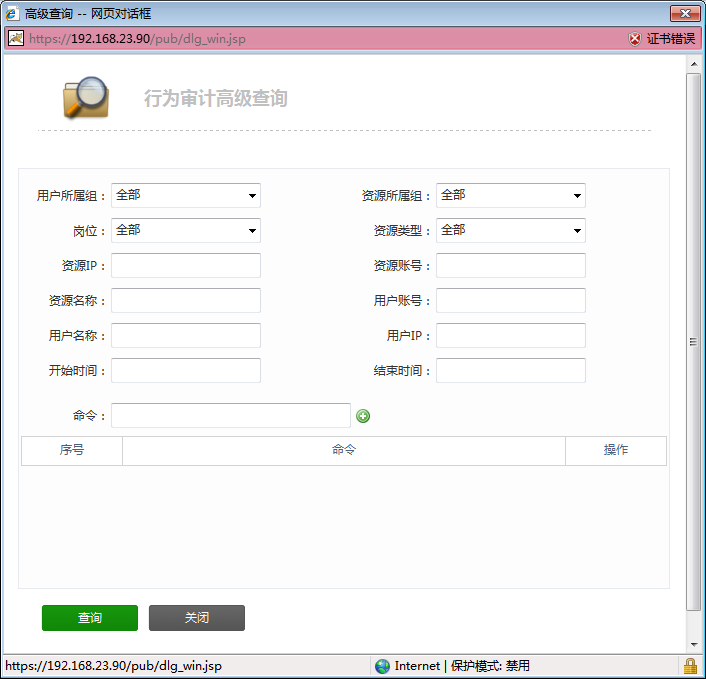 高级查询 -- 网页对话框
https://192.168.23.90/pub/dlg_win.jsp 证书错误
行为审计高级查询
用户所属组： 全部 资源所属组： 全部
岗位： 全部 资源类型： 全部
资源IP： 资源账号：
资源名称： 用户账号：
用户名称： 用户IP：
开始时间： 结束时间：
命令：
序号 命令 操作
查询 关闭
https://192.168.23.90/pub/dlg_win.jsp Internet | 保护模式: 禁用